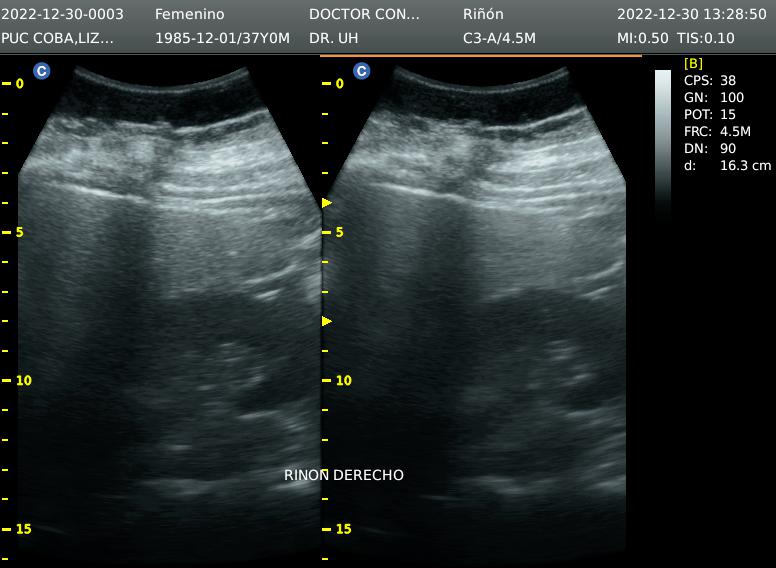 2022-12-30-0003 Femenino DOCTOR CON... Riñón 2022-12-30 13:28:50
PUC COBA,LIZ... 1985-12-01/37Y0M DR. UH C3-A/4.5M MI:0.50 TIS:0.10
[B]
CPS: 38
GN: 100
POT: 15
FRC: 4.5M
DN: 90
d: 16.3 cm
C C
0 0
5 5
10 10
15 15
RINON DERECHO